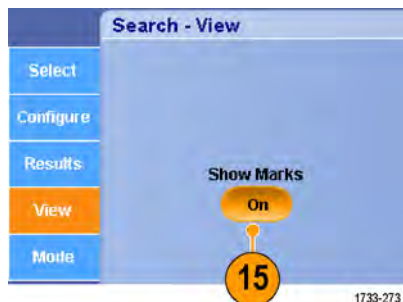 Search - View
Select
Configure
Results
View
Mode
Show Marks
On
15
1733-273